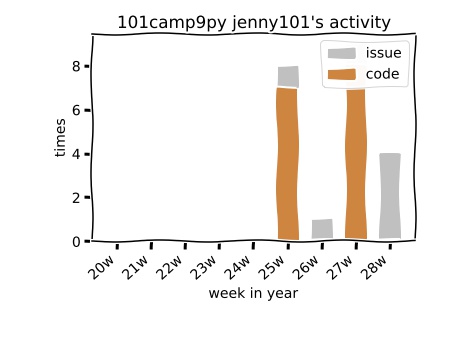 101camp9py jenny101's activity
issue
code
times
8
6
4
2
0
20w 21w 22w 23w 24w 25w 26w 27w 28w
week in year